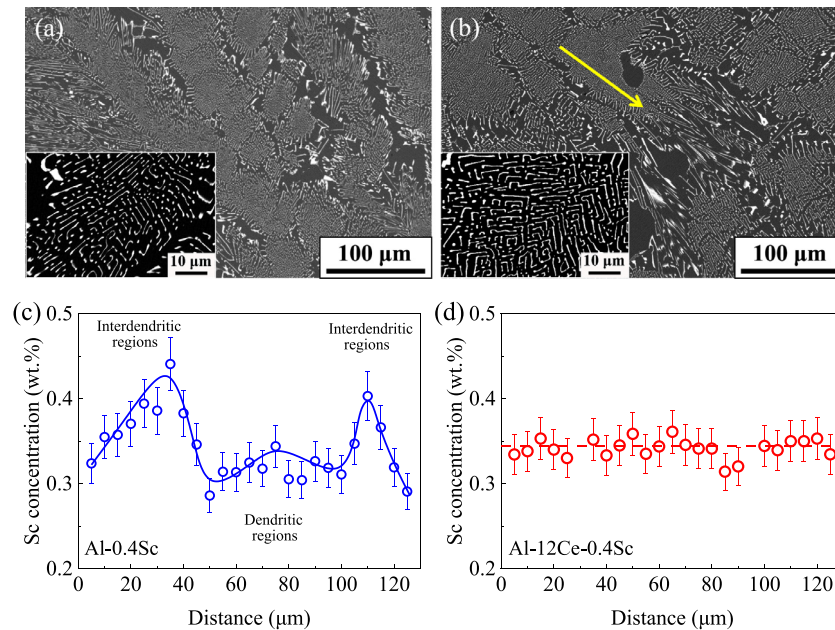 (a)
(b)
10 µm
100 µm
10 µm
100 µm
(c)
0.5
0.4
0.3
0.2
Sc concentration (wt.%)
Interdendritic
regions
Interdendritic
regions
Dendritic
regions
Al-0.4Sc
0 20 40 60 80 100 120
Distance (µm)
(d)
0.5
0.4
0.3
0.2
Sc concentration (wt.%)
Al-12Ce-0.4Sc
0 20 40 60 80 100 120
Distance (µm)